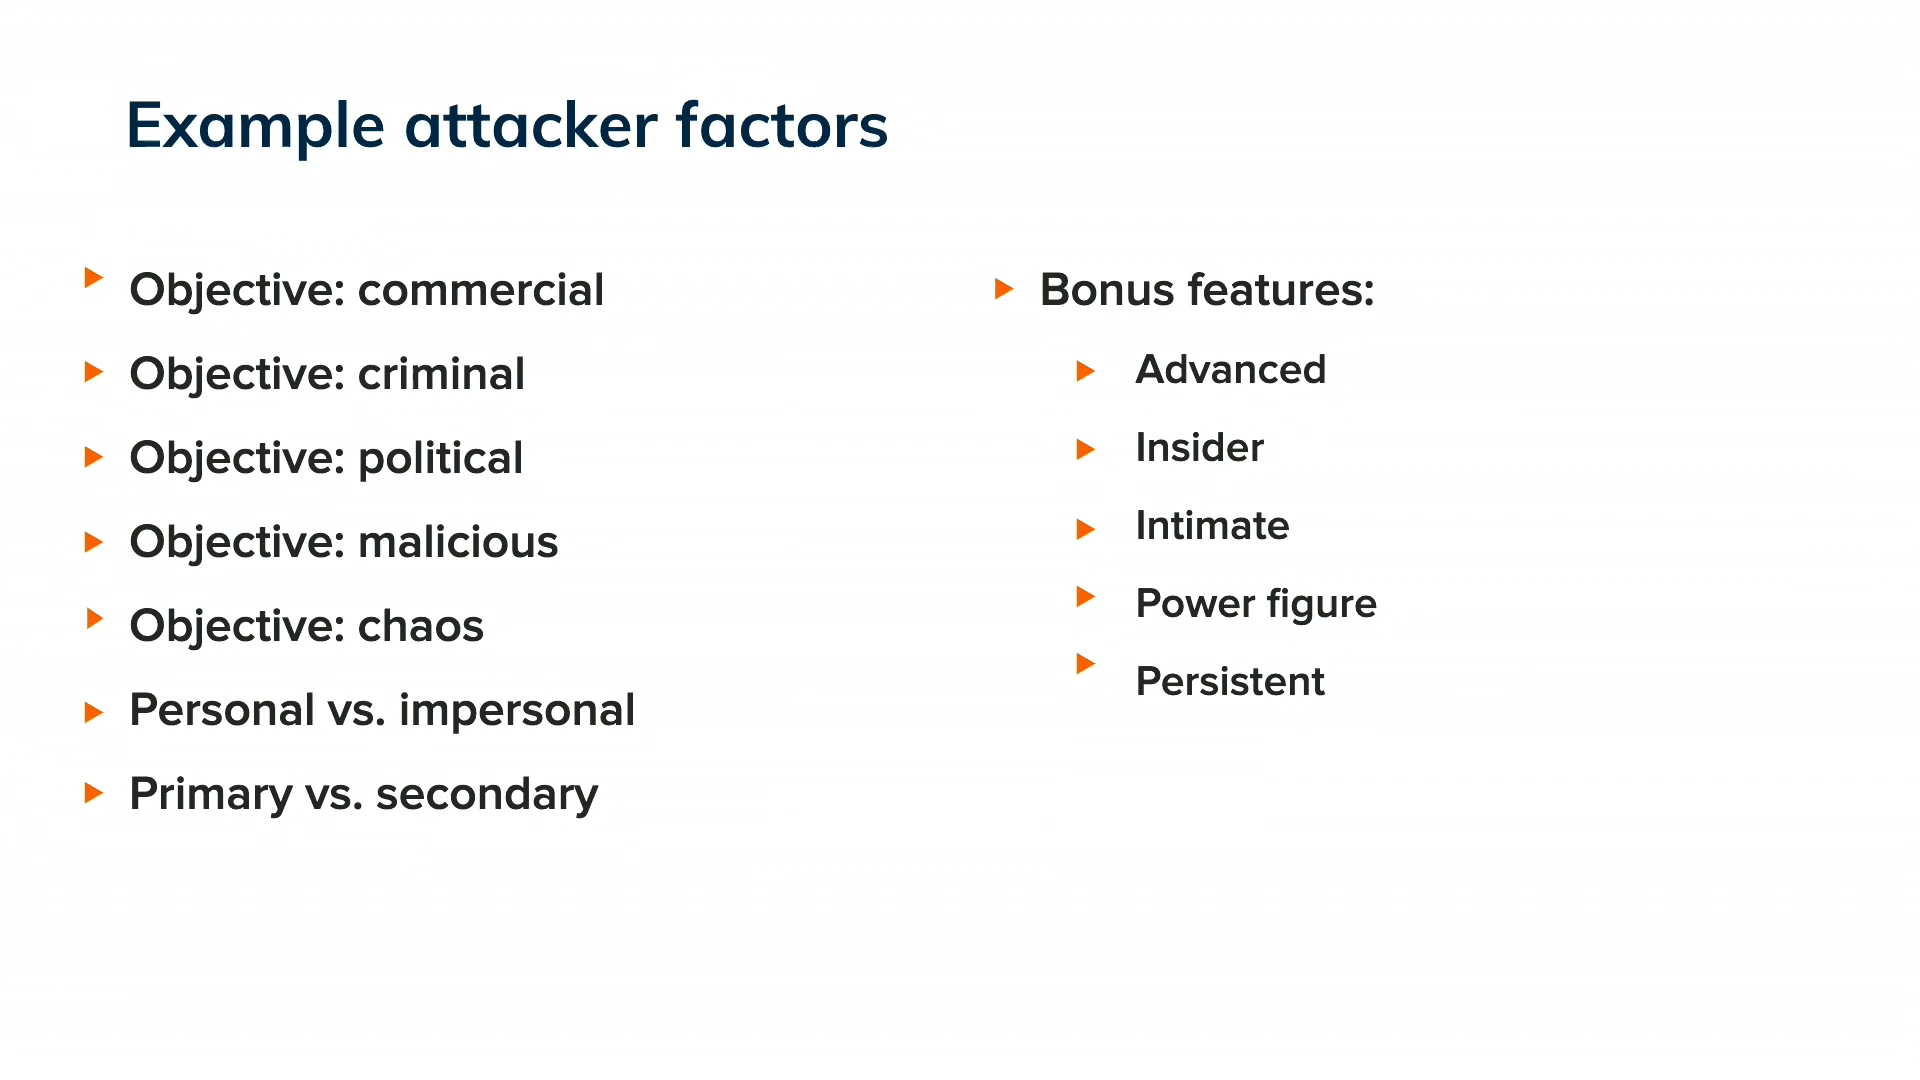 Example attacker factors
Objective: commercial
Objective: criminal
Objective: political
Objective: malicious
Objective: chaos
Personal vs. impersonal
Primary vs. secondary
Bonus features:
Advanced
Insider
Intimate
Power figure
Persistent